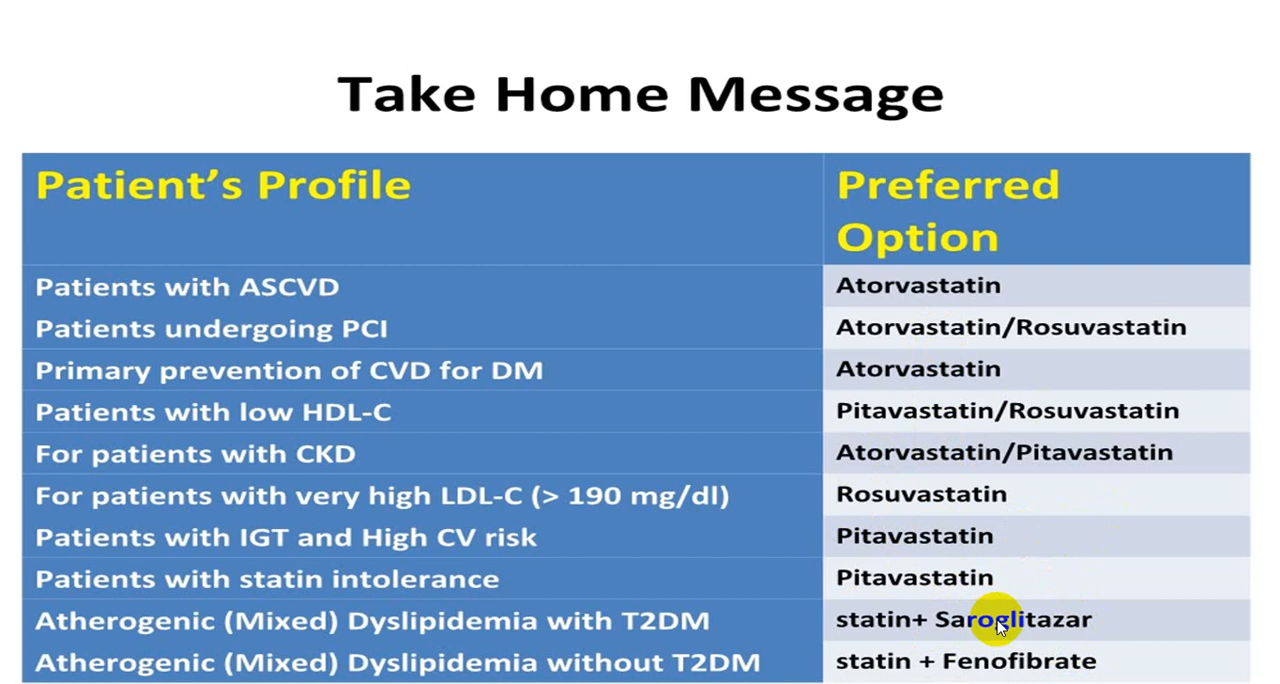 Take Home Message
Patient's Profile
Preferred
Option
Patients with ASCVD
Atorvastatin
Patients undergoing PCI
Atorvastatin/Rosuvastatin
Primary prevention of CVD for DM
Atorvastatin
Patients with low HDL-C
Pitavastatin/Rosuvastatin
For patients with CKD
Atorvastatin/Pitavastatin
For patients with very high LDL-C (> 190 mg/dl)
Rosuvastatin
Patients with IGT and High CV risk
Pitavastatin
Patients with statin intolerance
Pitavastatin
Atherogenic (Mixed) Dyslipidemia with T2DM
statin+ Saroglitazar
Atherogenic (Mixed) Dyslipidemia without T2DM
statin + Fenofibrate